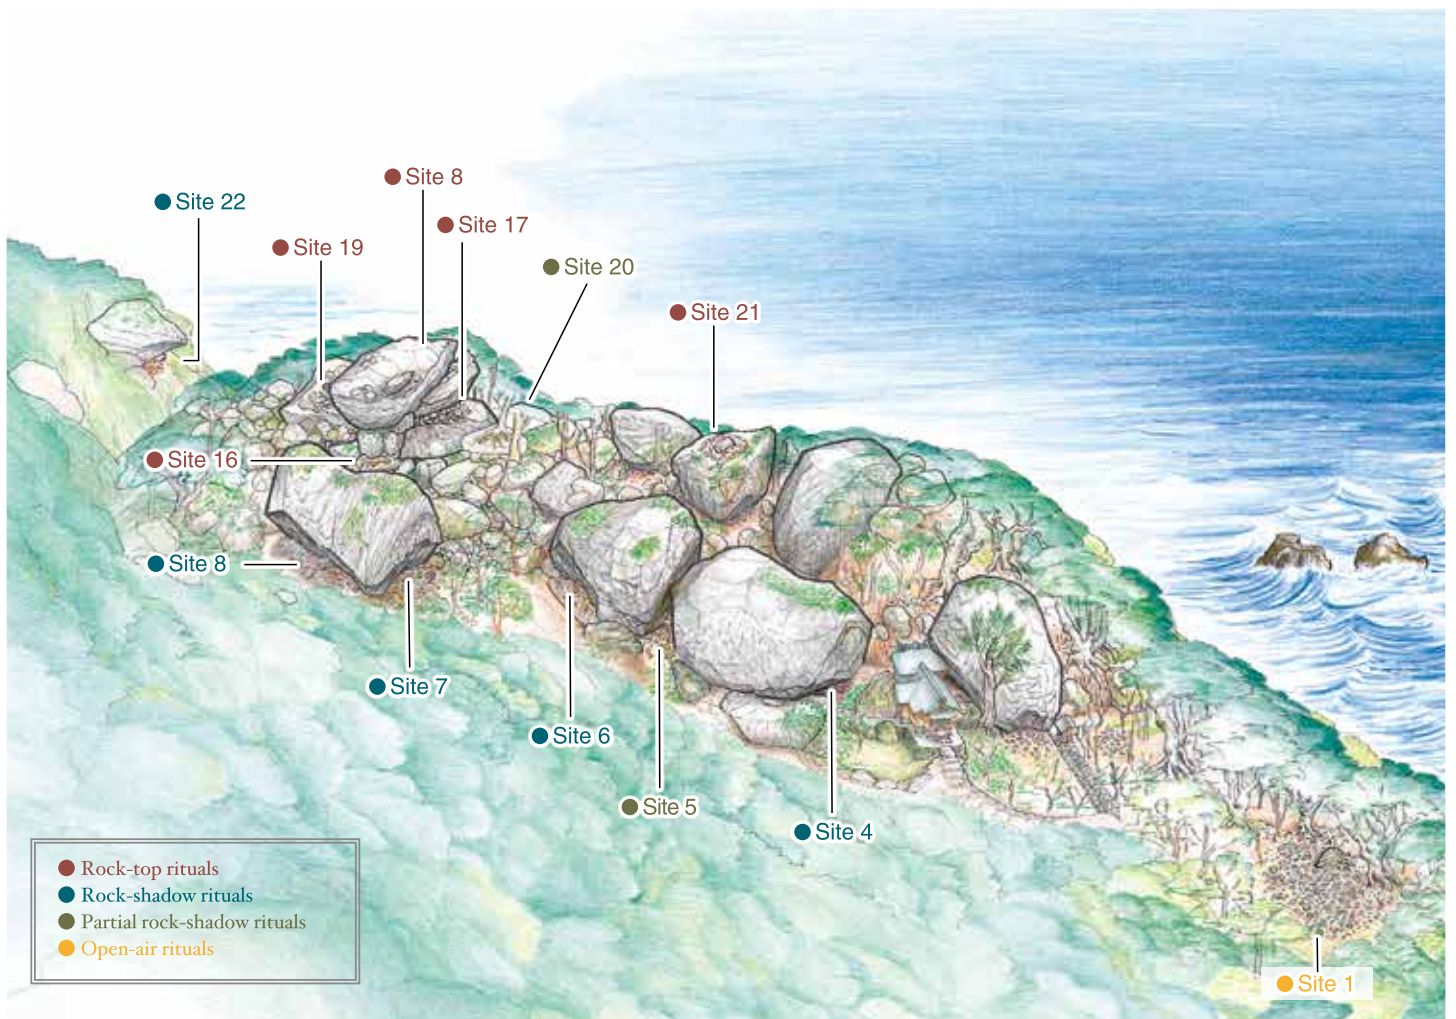 Site 8
Site 22
Site 17
Site 19
Site 20
Site 21
Site 16
Site 8
Site 7
Site 6
Site 5
Site 4
Rock-top rituals
Rock-shadow rituals
Partial rock-shadow rituals
Open-air rituals
Site 1